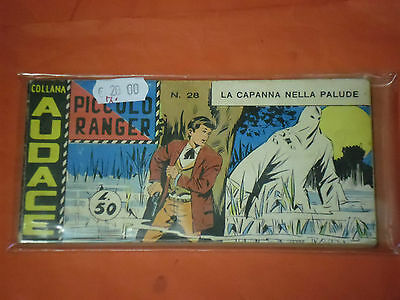 COLLANA
AUDACE
€ 20,00
PICCOLO
RANGER
N. 28
LA CAPANNA NELLA PALUDE
L.
50